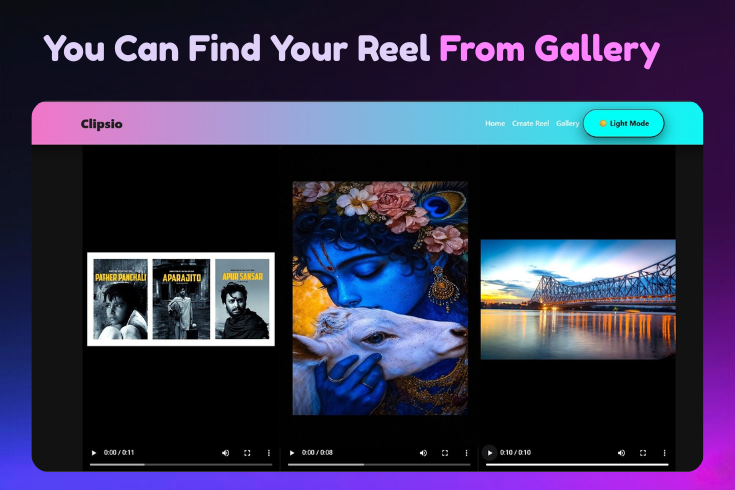 You Can Find Your Reel From Gallery
Clipsio
Home Create Reel Gallery Light Mode
PATHER PANCHALI
APARAJITO
APUR SANSAR
0:00 / 0:11
0:00 / 0:08
0:10 / 0:10